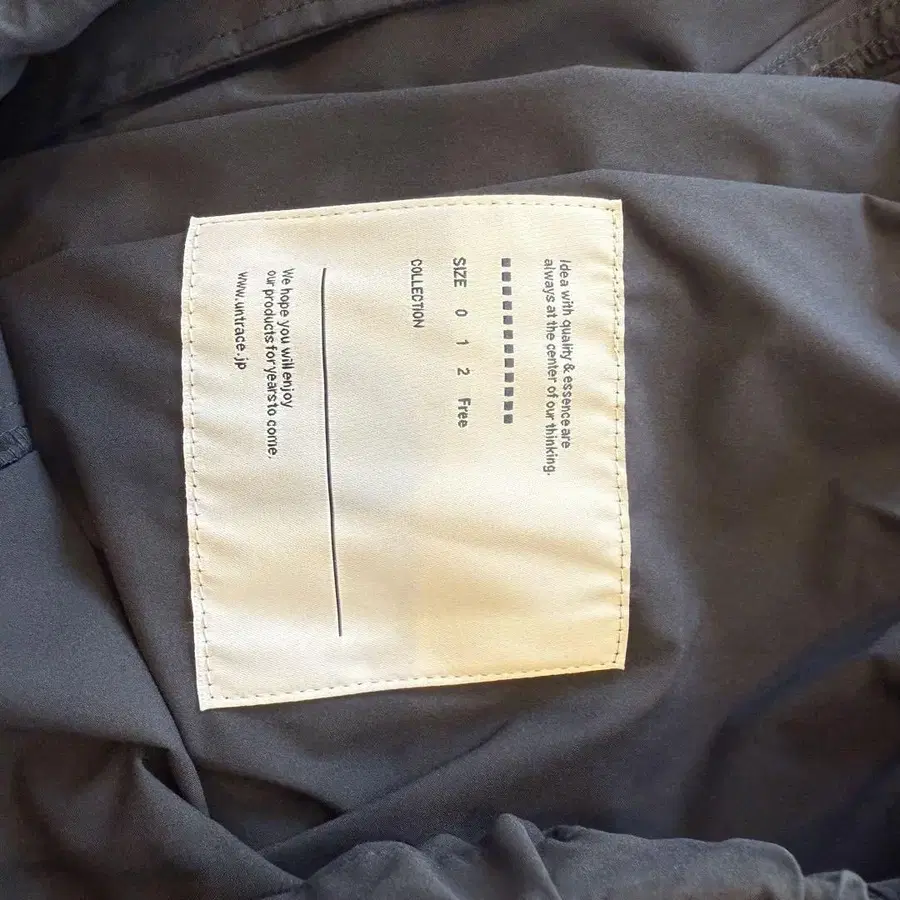 Idea with quality & essence are
always at the center of our thinking.
SIZE 0 1 2 Free
COLLECTION
We hope you will enjoy
our products for years to come.
www.untrace.jp